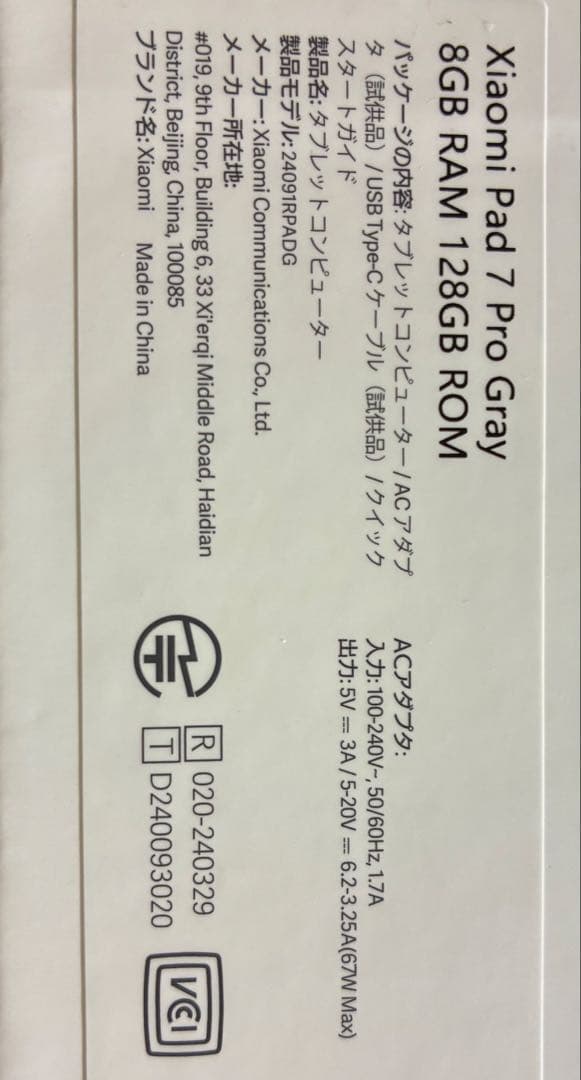 Xiaomi Pad 7 Pro Gray
8GB RAM 128GB ROM
パッケージの内容: タブレットコンピューター / ACアダプ
タ（試供品）/ USB Type-Cケーブル（試供品）/ クイック
スタートガイド
製品名: タブレットコンピューター
製品モデル: 24091RPADG
メーカー: Xiaomi Communications Co., Ltd.
メーカー所在地:
#019, 9th Floor, Building 6, 33 Xi'erqi Middle Road, Haidian
District, Beijing, China, 100085
ブランド名: Xiaomi Made in China
ACアダプタ:
入力: 100-240V~, 50/60Hz, 1.7A
出力: 5V⎓3A / 5-20V⎓6.2-3.25A(67W Max)
R 020-240329
T D240093020
VCCI